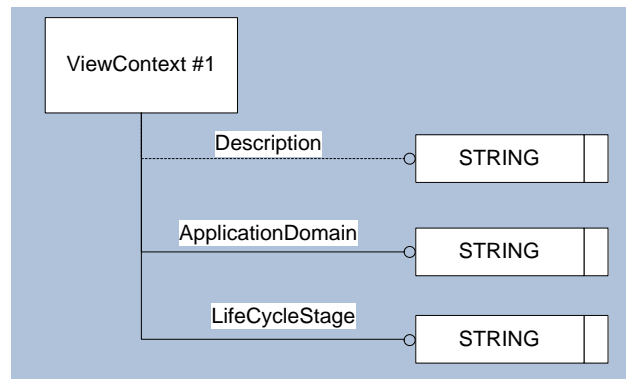 ViewContext #1
Description
STRING
ApplicationDomain
STRING
LifeCycleStage
STRING